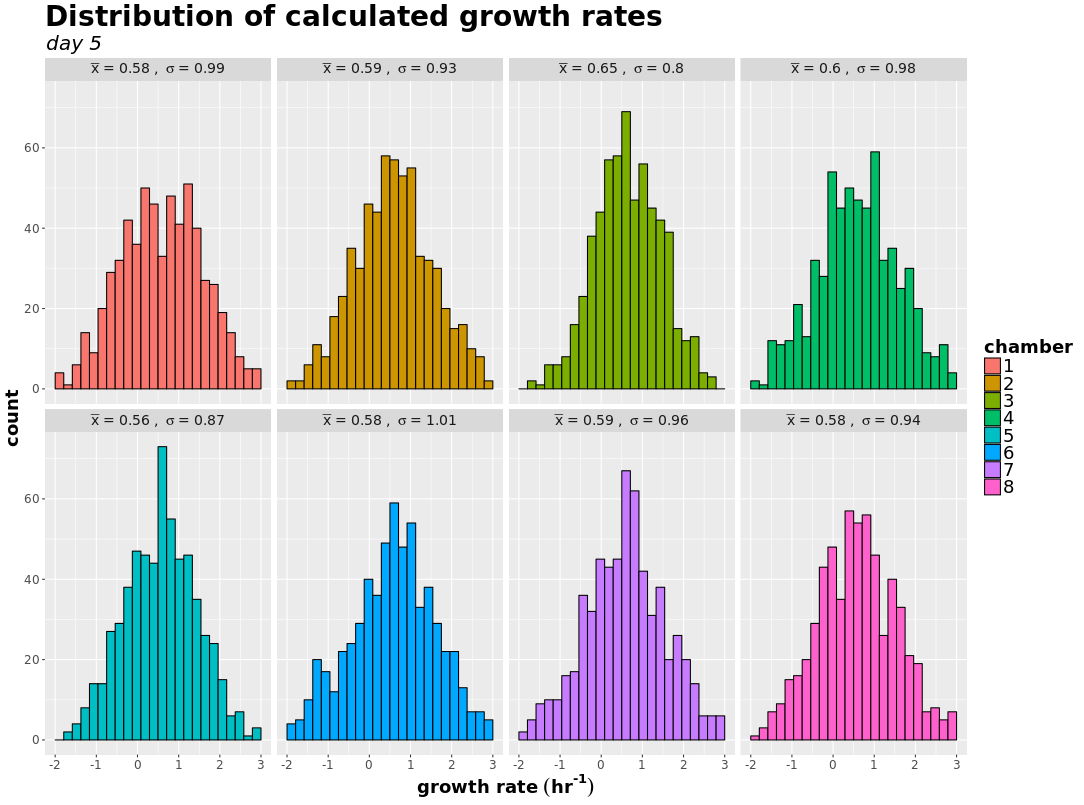 Distribution of calculated growth rates
day 5
x̅ = 0.58 , σ = 0.99
x̅ = 0.59 , σ = 0.93
x̅ = 0.65 , σ = 0.8
x̅ = 0.6 , σ = 0.98
60
40
20
0
x̅ = 0.56 , σ = 0.87
x̅ = 0.58 , σ = 1.01
x̅ = 0.59 , σ = 0.96
x̅ = 0.58 , σ = 0.94
60
40
20
0
-2 -1 0 1 2 3
-2 -1 0 1 2 3
-2 -1 0 1 2 3
-2 -1 0 1 2 3
count
growth rate (hr⁻¹)
chamber
1
2
3
4
5
6
7
8